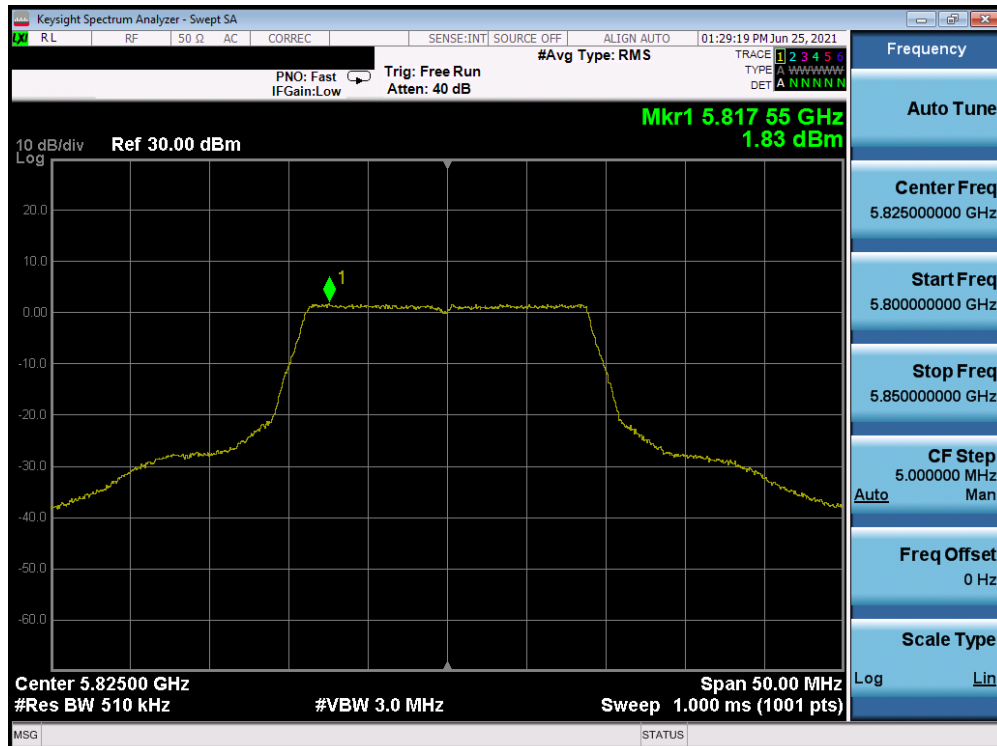 Keysight Spectrum Analyzer - Swept SA
LXI RL RF 50 Ω AC CORREC SENSE:INT SOURCE OFF ALIGN AUTO 01:29:19 PM Jun 25, 2021
#Avg Type: RMS TRACE 1 2 3 4 5 6
PNO: Fast Trig: Free Run TYPE A WWWWW
IFGain:Low Atten: 40 dB DET A N N N N N
Mkr1 5.817 55 GHz
1.83 dBm
10 dB/div Ref 30.00 dBm
Log
20.0
10.0
1
0.00
-10.0
-20.0
-30.0
-40.0
-50.0
-60.0
Center 5.82500 GHz Span 50.00 MHz
#Res BW 510 kHz #VBW 3.0 MHz Sweep 1.000 ms (1001 pts)
MSG STATUS
Frequency
Auto Tune
Center Freq
5.825000000 GHz
Start Freq
5.800000000 GHz
Stop Freq
5.850000000 GHz
CF Step
5.000000 MHz
Auto Man
Freq Offset
0 Hz
Scale Type
Log Lin